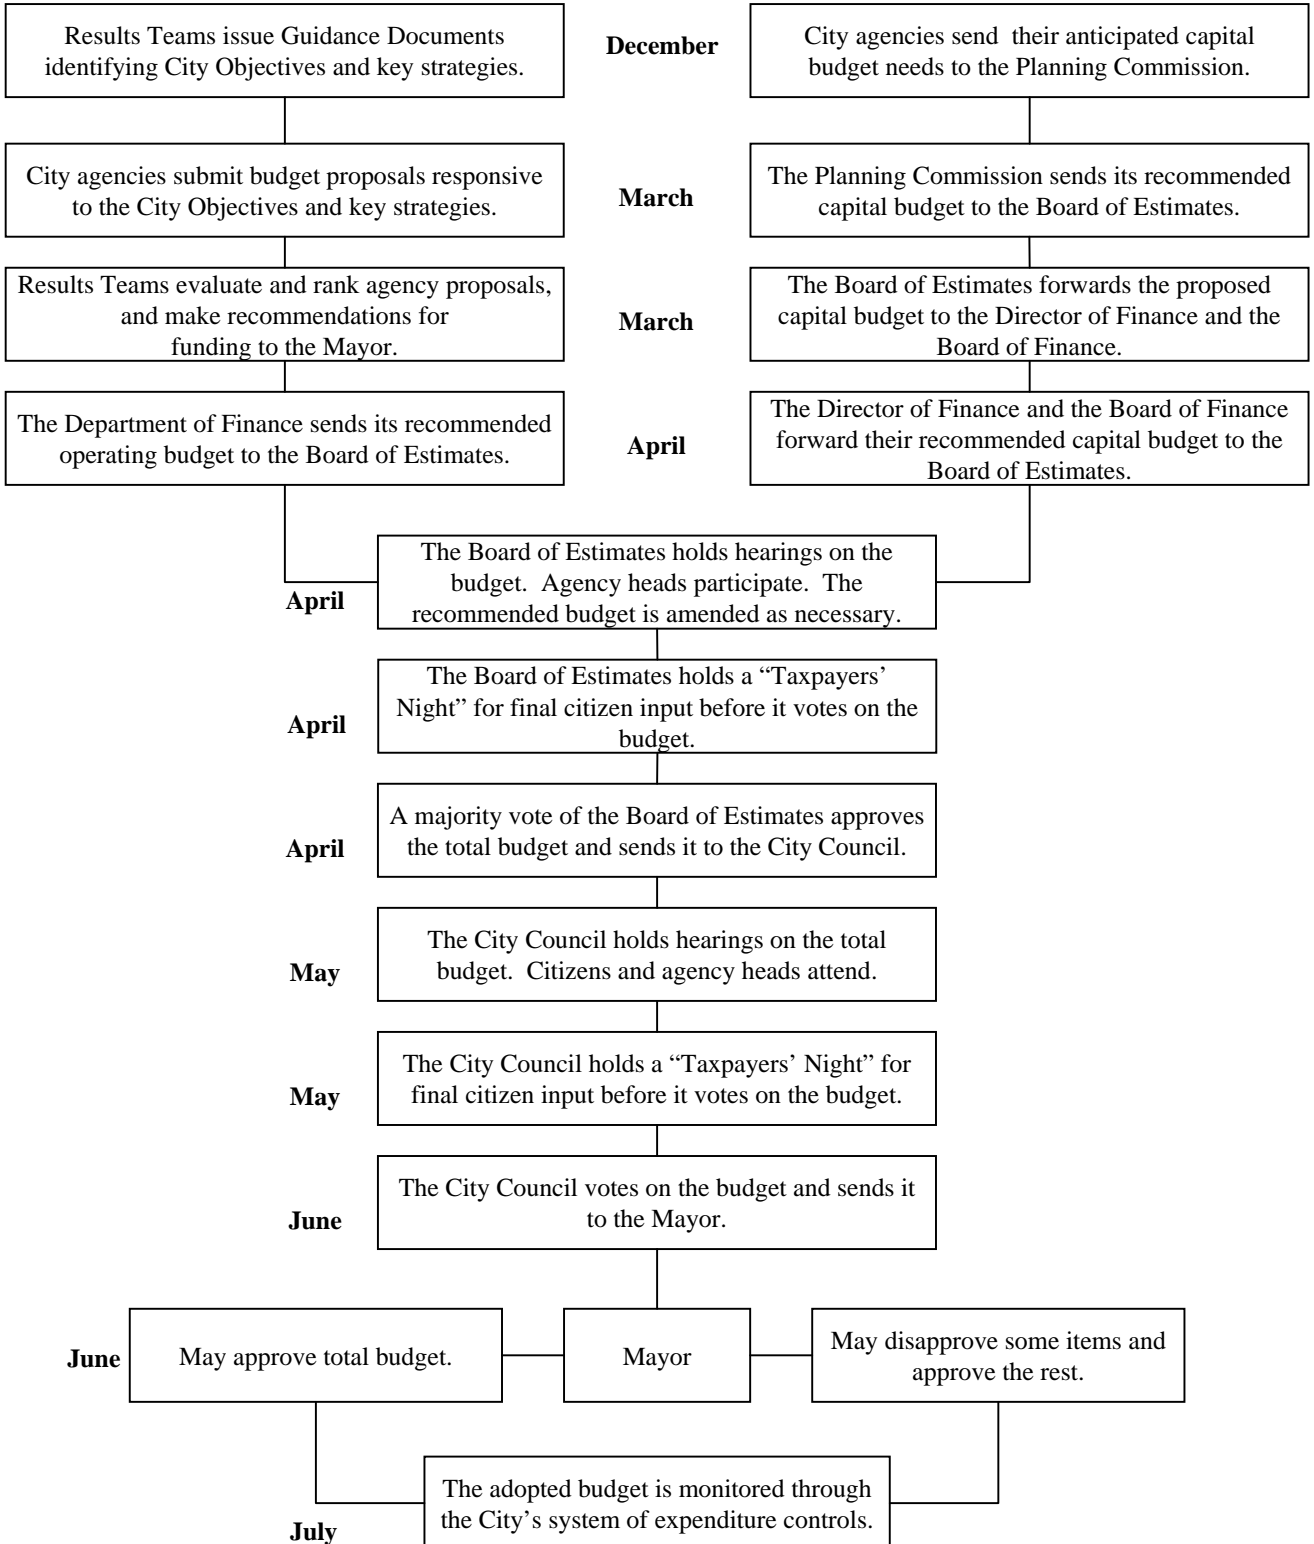 Results Teams issue Guidance Documents
identifying City Objectives and key strategies.
December
City agencies send  their anticipated capital
budget needs to the Planning Commission.
City agencies submit budget proposals responsive
to the City Objectives and key strategies.
March
The Planning Commission sends its recommended
capital budget to the Board of Estimates.
Results Teams evaluate and rank agency proposals,
and make recommendations for
funding to the Mayor.
March
The Board of Estimates forwards the proposed
capital budget to the Director of Finance and the
Board of Finance.
The Department of Finance sends its recommended
operating budget to the Board of Estimates.
April
The Director of Finance and the Board of Finance
forward their recommended capital budget to the
Board of Estimates.
April
The Board of Estimates holds hearings on the
budget.  Agency heads participate.  The
recommended budget is amended as necessary.
April
The Board of Estimates holds a “Taxpayers’
Night” for final citizen input before it votes on the
budget.
April
A majority vote of the Board of Estimates approves
the total budget and sends it to the City Council.
May
The City Council holds hearings on the total
budget.  Citizens and agency heads attend.
May
The City Council holds a “Taxpayers’ Night” for
final citizen input before it votes on the budget.
June
The City Council votes on the budget and sends it
to the Mayor.
June
May approve total budget.
Mayor
May disapprove some items and
approve the rest.
July
The adopted budget is monitored through
the City’s system of expenditure controls.